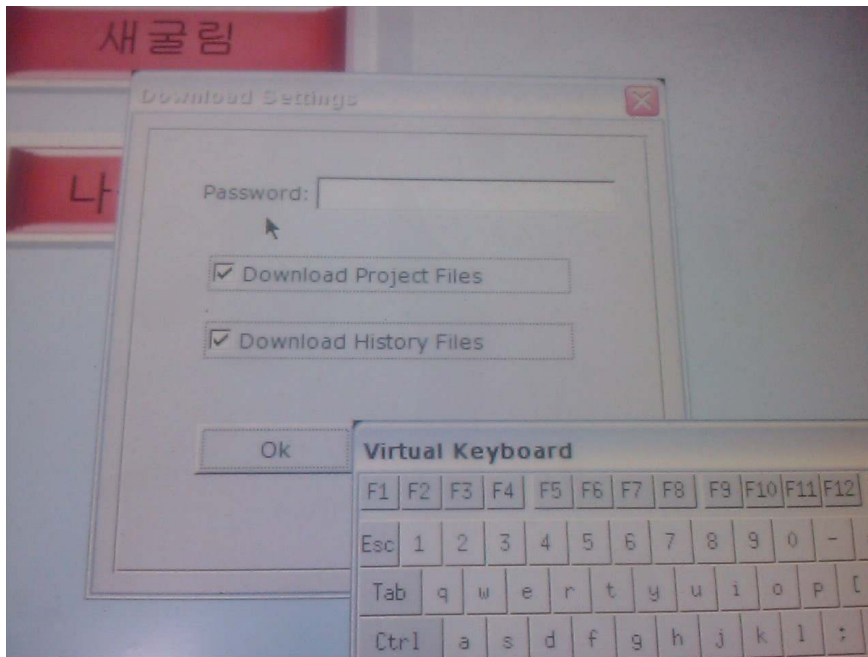 새굴림
Download Settings
나
Password:
Download Project Files
Download History Files
Ok
Virtual Keyboard
F1 F2 F3 F4 F5 F6 F7 F8 F9 F10 F11 F12
Esc 1 2 3 4 5 6 7 8 9 0 -
Tab q w e r t y u i o p [
Ctrl a s d f g h j k l ;